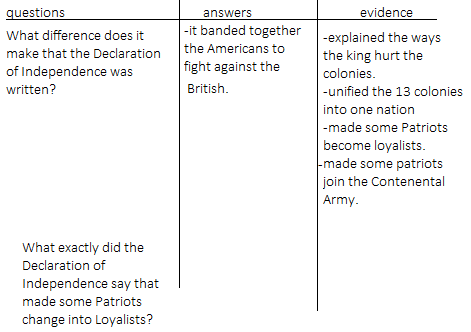 questions answers evidence
What difference does it
make that the Declaration
of Independence was
written?
-it banded together
the Americans to
fight against the
British.
-explained the ways
the king hurt the
colonies.
-unified the 13 colonies
into one nation
-made some Patriots
become loyalists.
-made some patriots
join the Contenental
Army.
What exactly did the
Declaration of
Independence say that
made some Patriots
change into Loyalists?